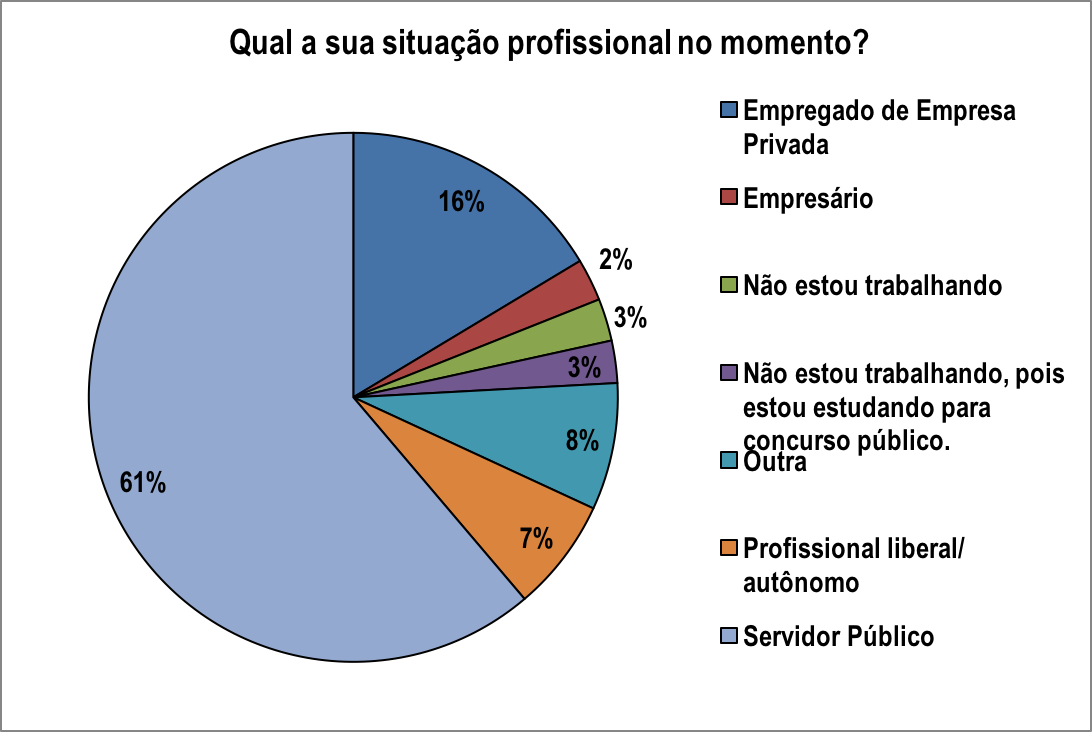 Qual a sua situação profissional no momento?
16%
2%
3%
3%
8%
7%
61%
Empregado de Empresa
Privada
Empresário
Não estou trabalhando
Não estou trabalhando, pois
estou estudando para
concurso público.
Outra
Profissional liberal/
autônomo
Servidor Público